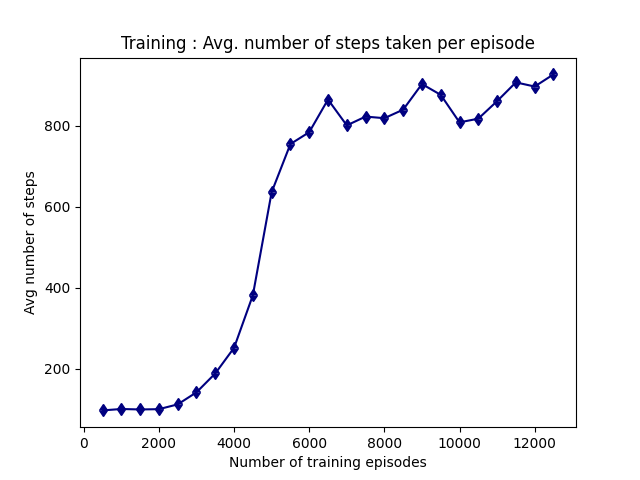 Training : Avg. number of steps taken per episode
800
600
400
200
Avg number of steps
0 2000 4000 6000 8000 10000 12000
Number of training episodes